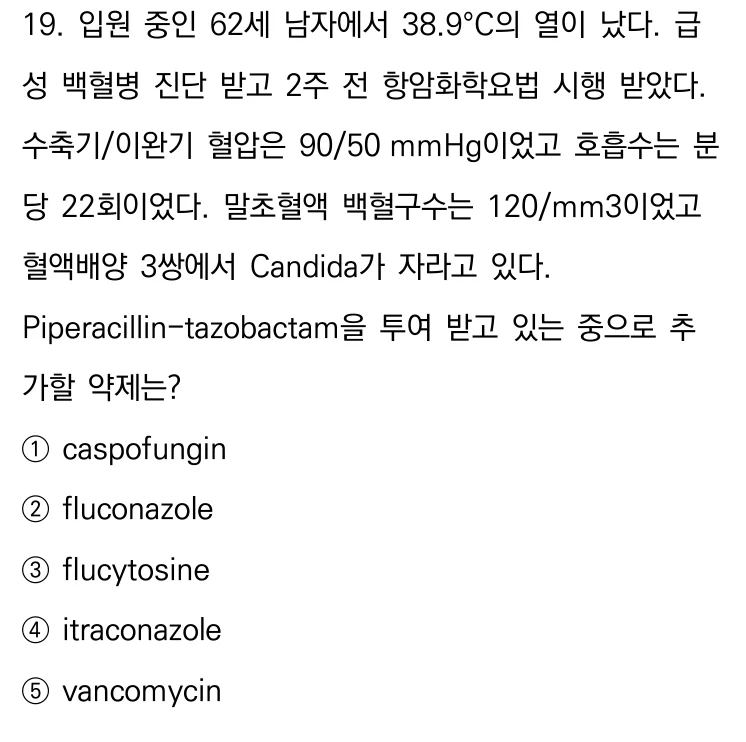 19. 입원 중인 62세 남자에서 38.9°C의 열이 났다. 급
성 백혈병 진단 받고 2주 전 항암화학요법 시행 받았다.
수축기/이완기 혈압은 90/50 mmHg이었고 호흡수는 분
당 22회이었다. 말초혈액 백혈구수는 120/mm3이었고
혈액배양 3쌍에서 Candida가 자라고 있다.
Piperacillin-tazobactam을 투여 받고 있는 중으로 추
가할 약제는?
① caspofungin
② fluconazole
③ flucytosine
④ itraconazole
⑤ vancomycin